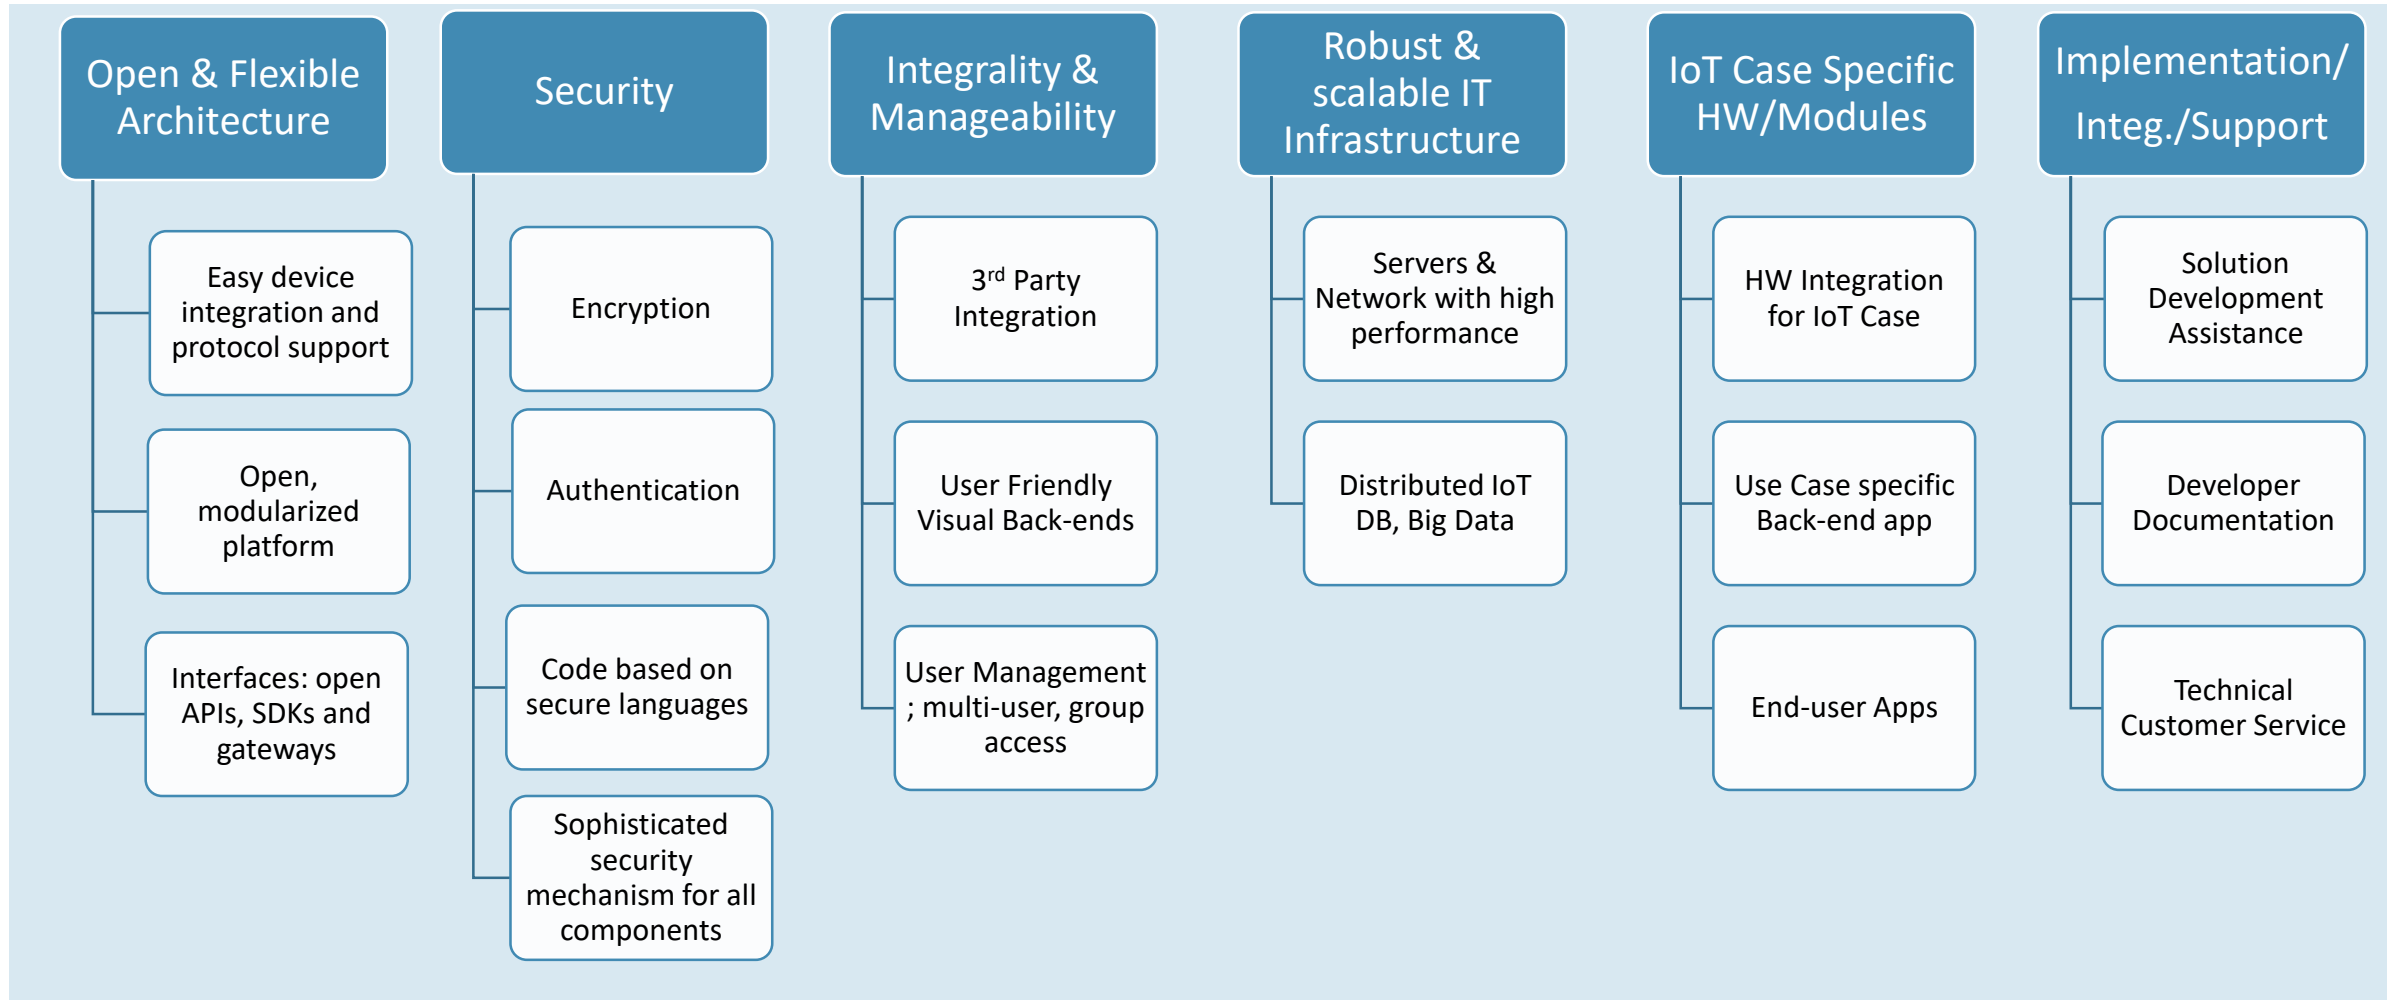 Open & Flexible
Architecture
Easy device
integration and
protocol support
Open,
modularized
platform
Interfaces: open
APIs, SDKs and
gateways
Security
Encryption
Authentication
Code based on
secure languages
Sophisticated
security
mechanism for all
components
Integrality &
Manageability
3rd Party
Integration
User Friendly
Visual Back-ends
User Management
; multi-user, group
access
Robust &
scalable IT
Infrastructure
Servers &
Network with high
performance
Distributed IoT
DB, Big Data
IoT Case Specific
HW/Modules
HW Integration
for IoT Case
Use Case specific
Back-end app
End-user Apps
Implementation/
Integ./Support
Solution
Development
Assistance
Developer
Documentation
Technical
Customer Service